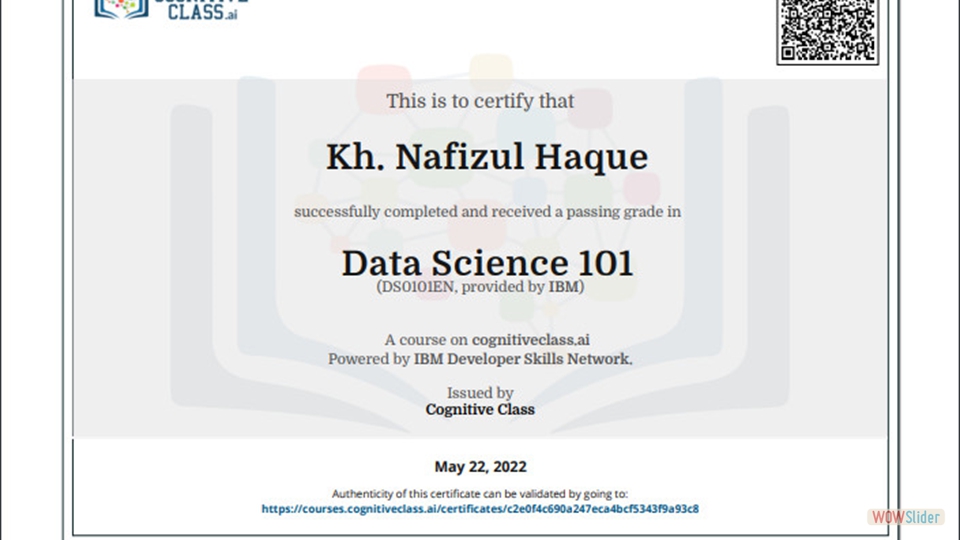 COGNITIVE
CLASS.ai
This is to certify that
Kh. Nafizul Haque
successfully completed and received a passing grade in
Data Science 101
(DS0101EN, provided by IBM)
A course on cognitiveclass.ai
Powered by IBM Developer Skills Network.
Issued by
Cognitive Class
May 22, 2022
Authenticity of this certificate can be validated by going to:
https://courses.cognitiveclass.ai/certificates/c2e0f4c690a247eca4bcf5343f9a93c8
WOWSlider